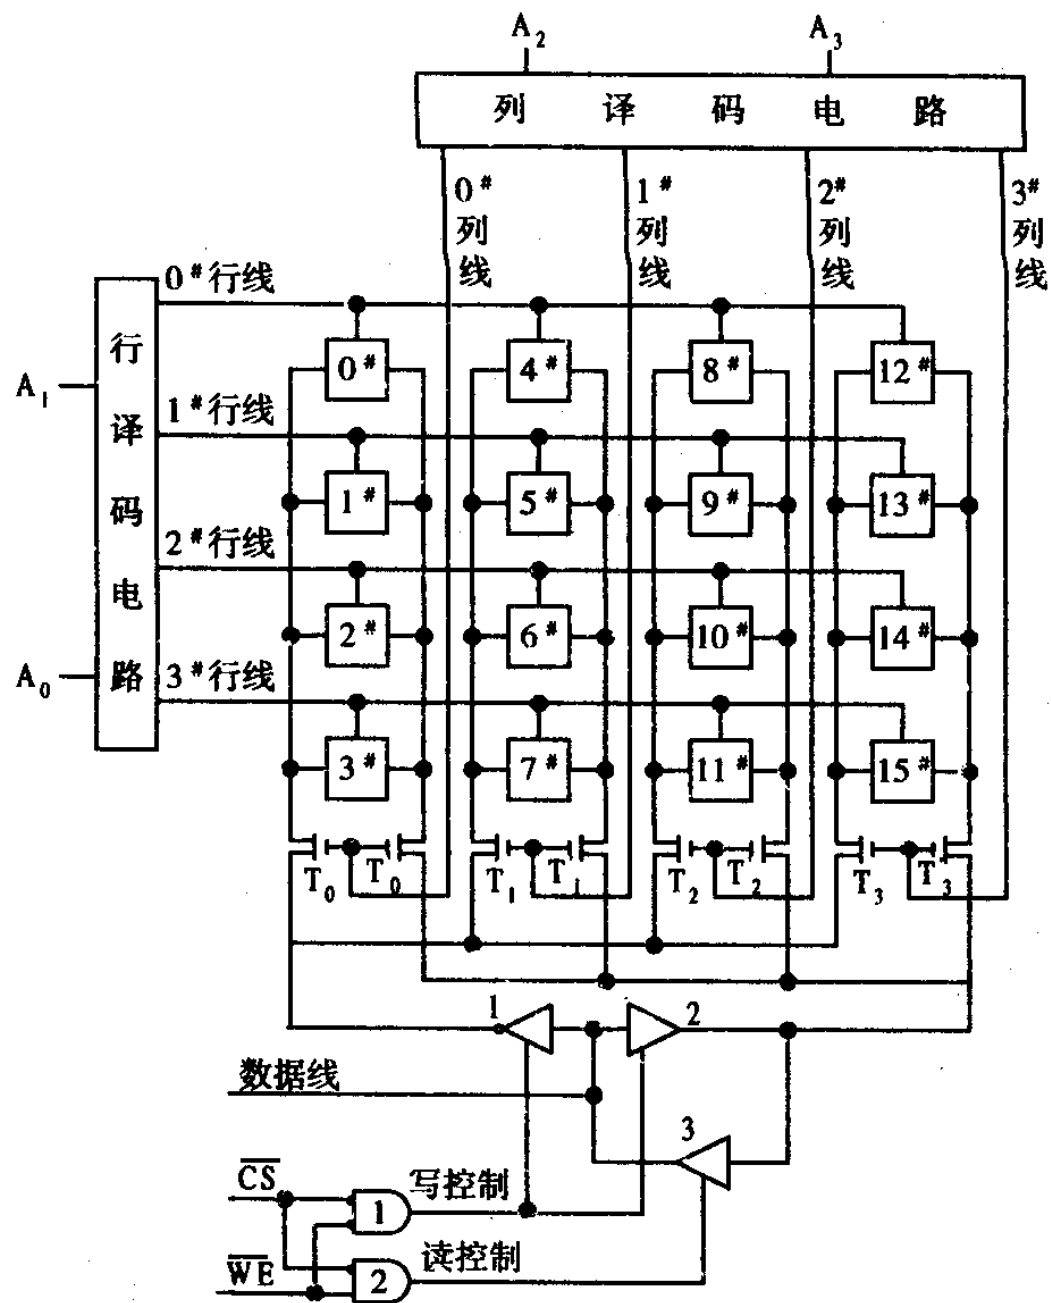 A₂
A₃
列译码电路
0#列线
1#列线
2#列线
3#列线
行译码电路
A₁
A₀
0#行线
0#
4#
8#
12#
1#行线
1#
5#
9#
13#
2#行线
2#
6#
10#
14#
3#行线
3#
7#
11#
15#
T₀
T₀
T₁
T₁
T₂
T₂
T₃
T₃
1
2
数据线
3
C̅S̅
写控制
1
读控制
W̅E̅
2